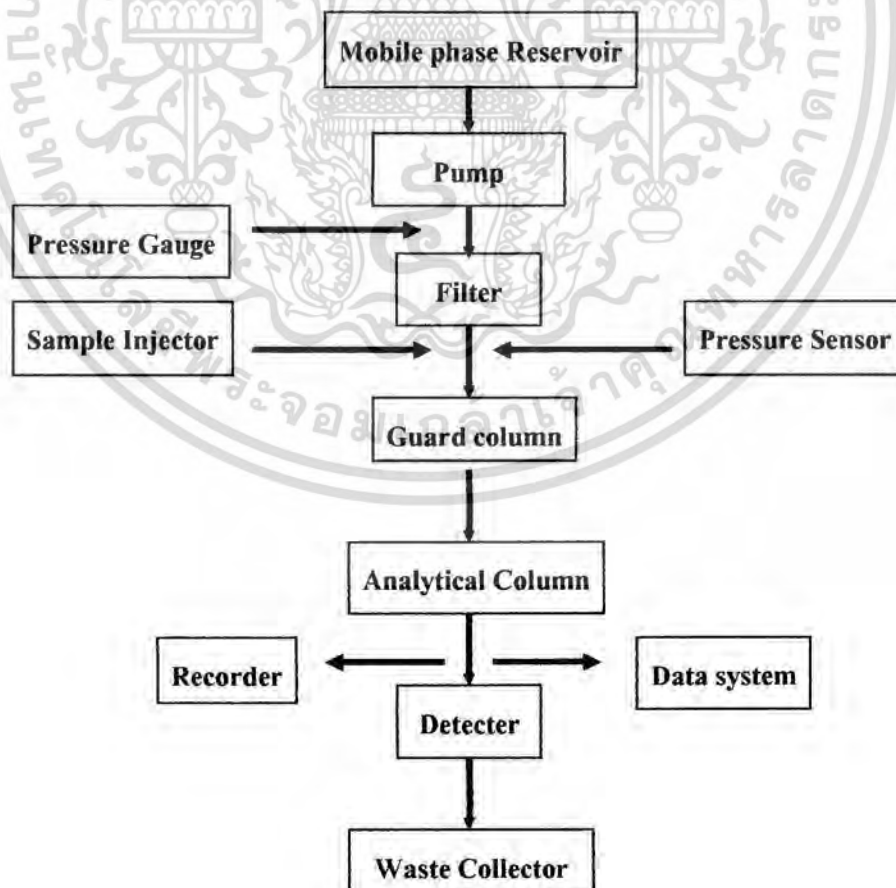 Mobile phase Reservoir
Pump
Pressure Gauge
Filter
Sample Injector
Pressure Sensor
Guard column
Analytical Column
Recorder
Data system
Detecter
Waste Collector